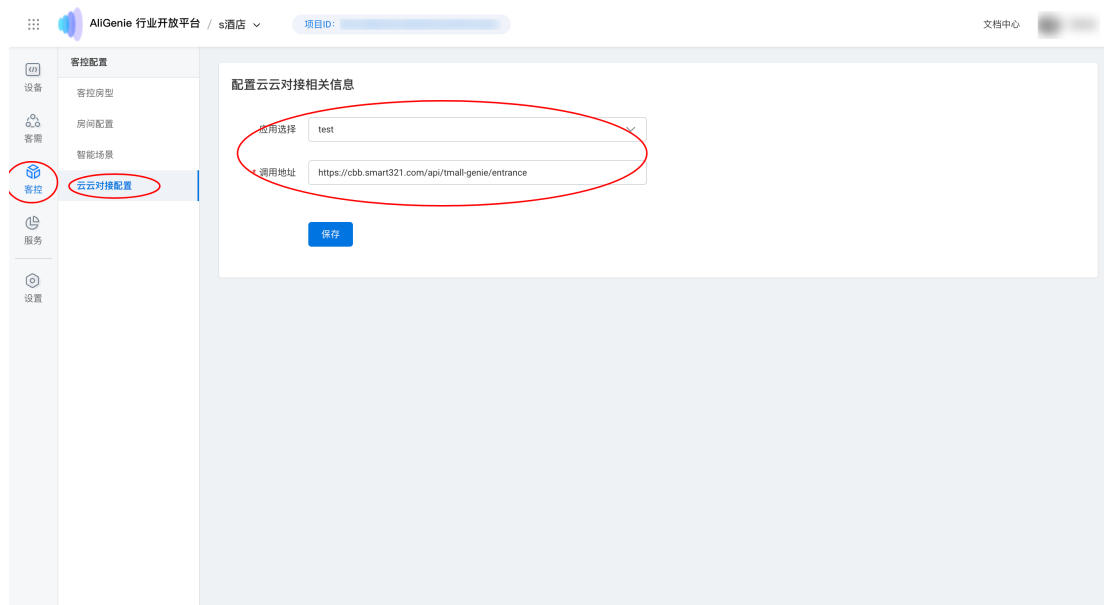 AliGenie 行业开放平台 / s酒店
项目ID:
文档中心
设备
客需
客控
服务
设置
客控配置
客控房型
房间配置
智能场景
云云对接配置
配置云云对接相关信息
应用选择 test
* 调用地址 https://cbb.smart321.com/api/tmall-genie/entrance
保存